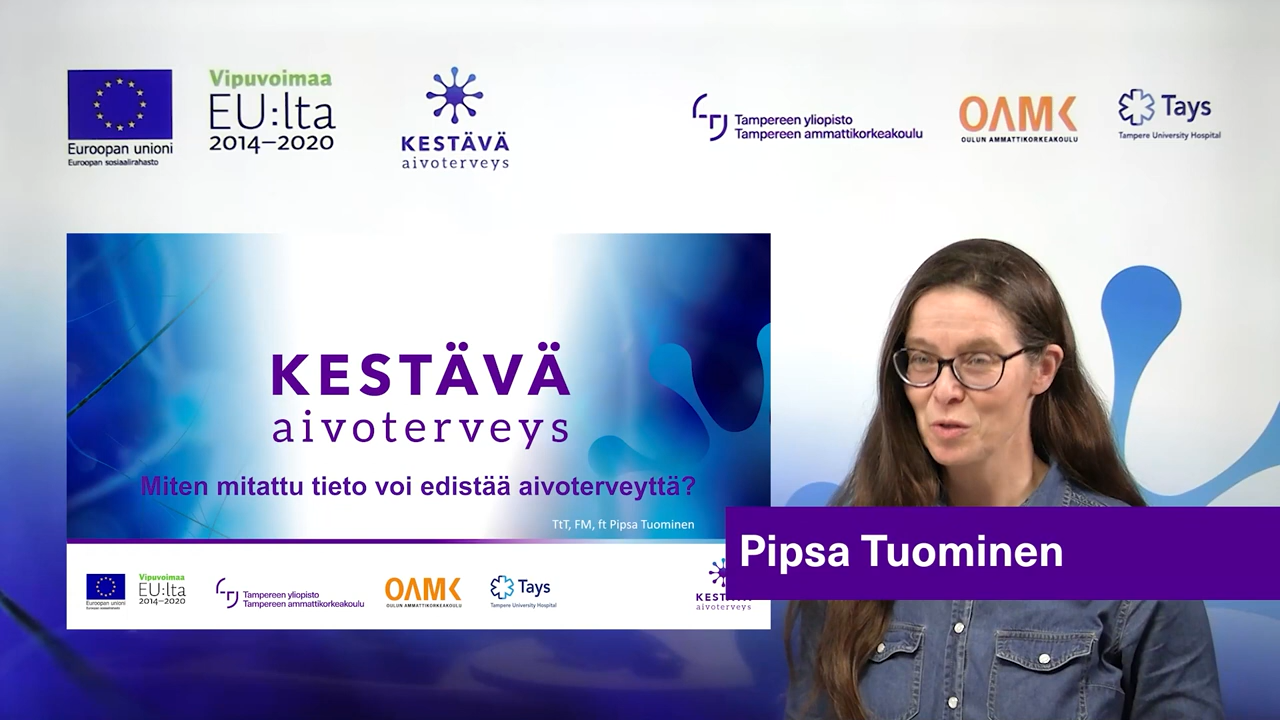 Euroopan unioni
Euroopan sosiaalirahasto
Vipuvoimaa
EU:lta
2014–2020
KESTÄVÄ
aivoterveys
Tampereen yliopisto
Tampereen ammattikorkeakoulu
OAMK
OULUN AMMATTIKORKEAKOULU
Tays
Tampere University Hospital
KESTÄVÄ
aivoterveys
Miten mitattu tieto voi edistää aivoterveyttä?
TtT, FM, ft Pipsa Tuominen
Pipsa Tuominen
Euroopan unioni
Vipuvoimaa
EU:lta
2014–2020
Tampereen yliopisto
Tampereen ammattikorkeakoulu
OAMK
OULUN AMMATTIKORKEAKOULU
Tays
Tampere University Hospital
aivoterveys